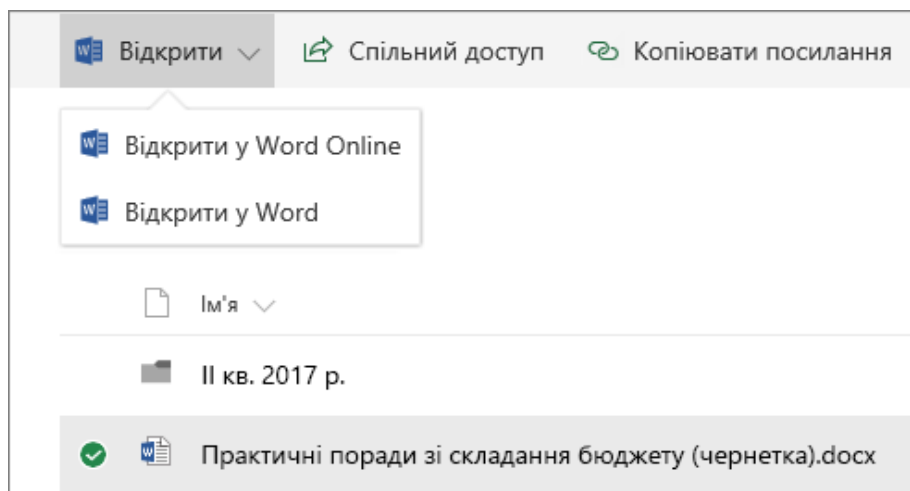 Відкрити Спільний доступ Копіювати посилання
Відкрити у Word Online
Відкрити у Word
Ім'я
II кв. 2017 р.
Практичні поради зі складання бюджету (чернетка).docx